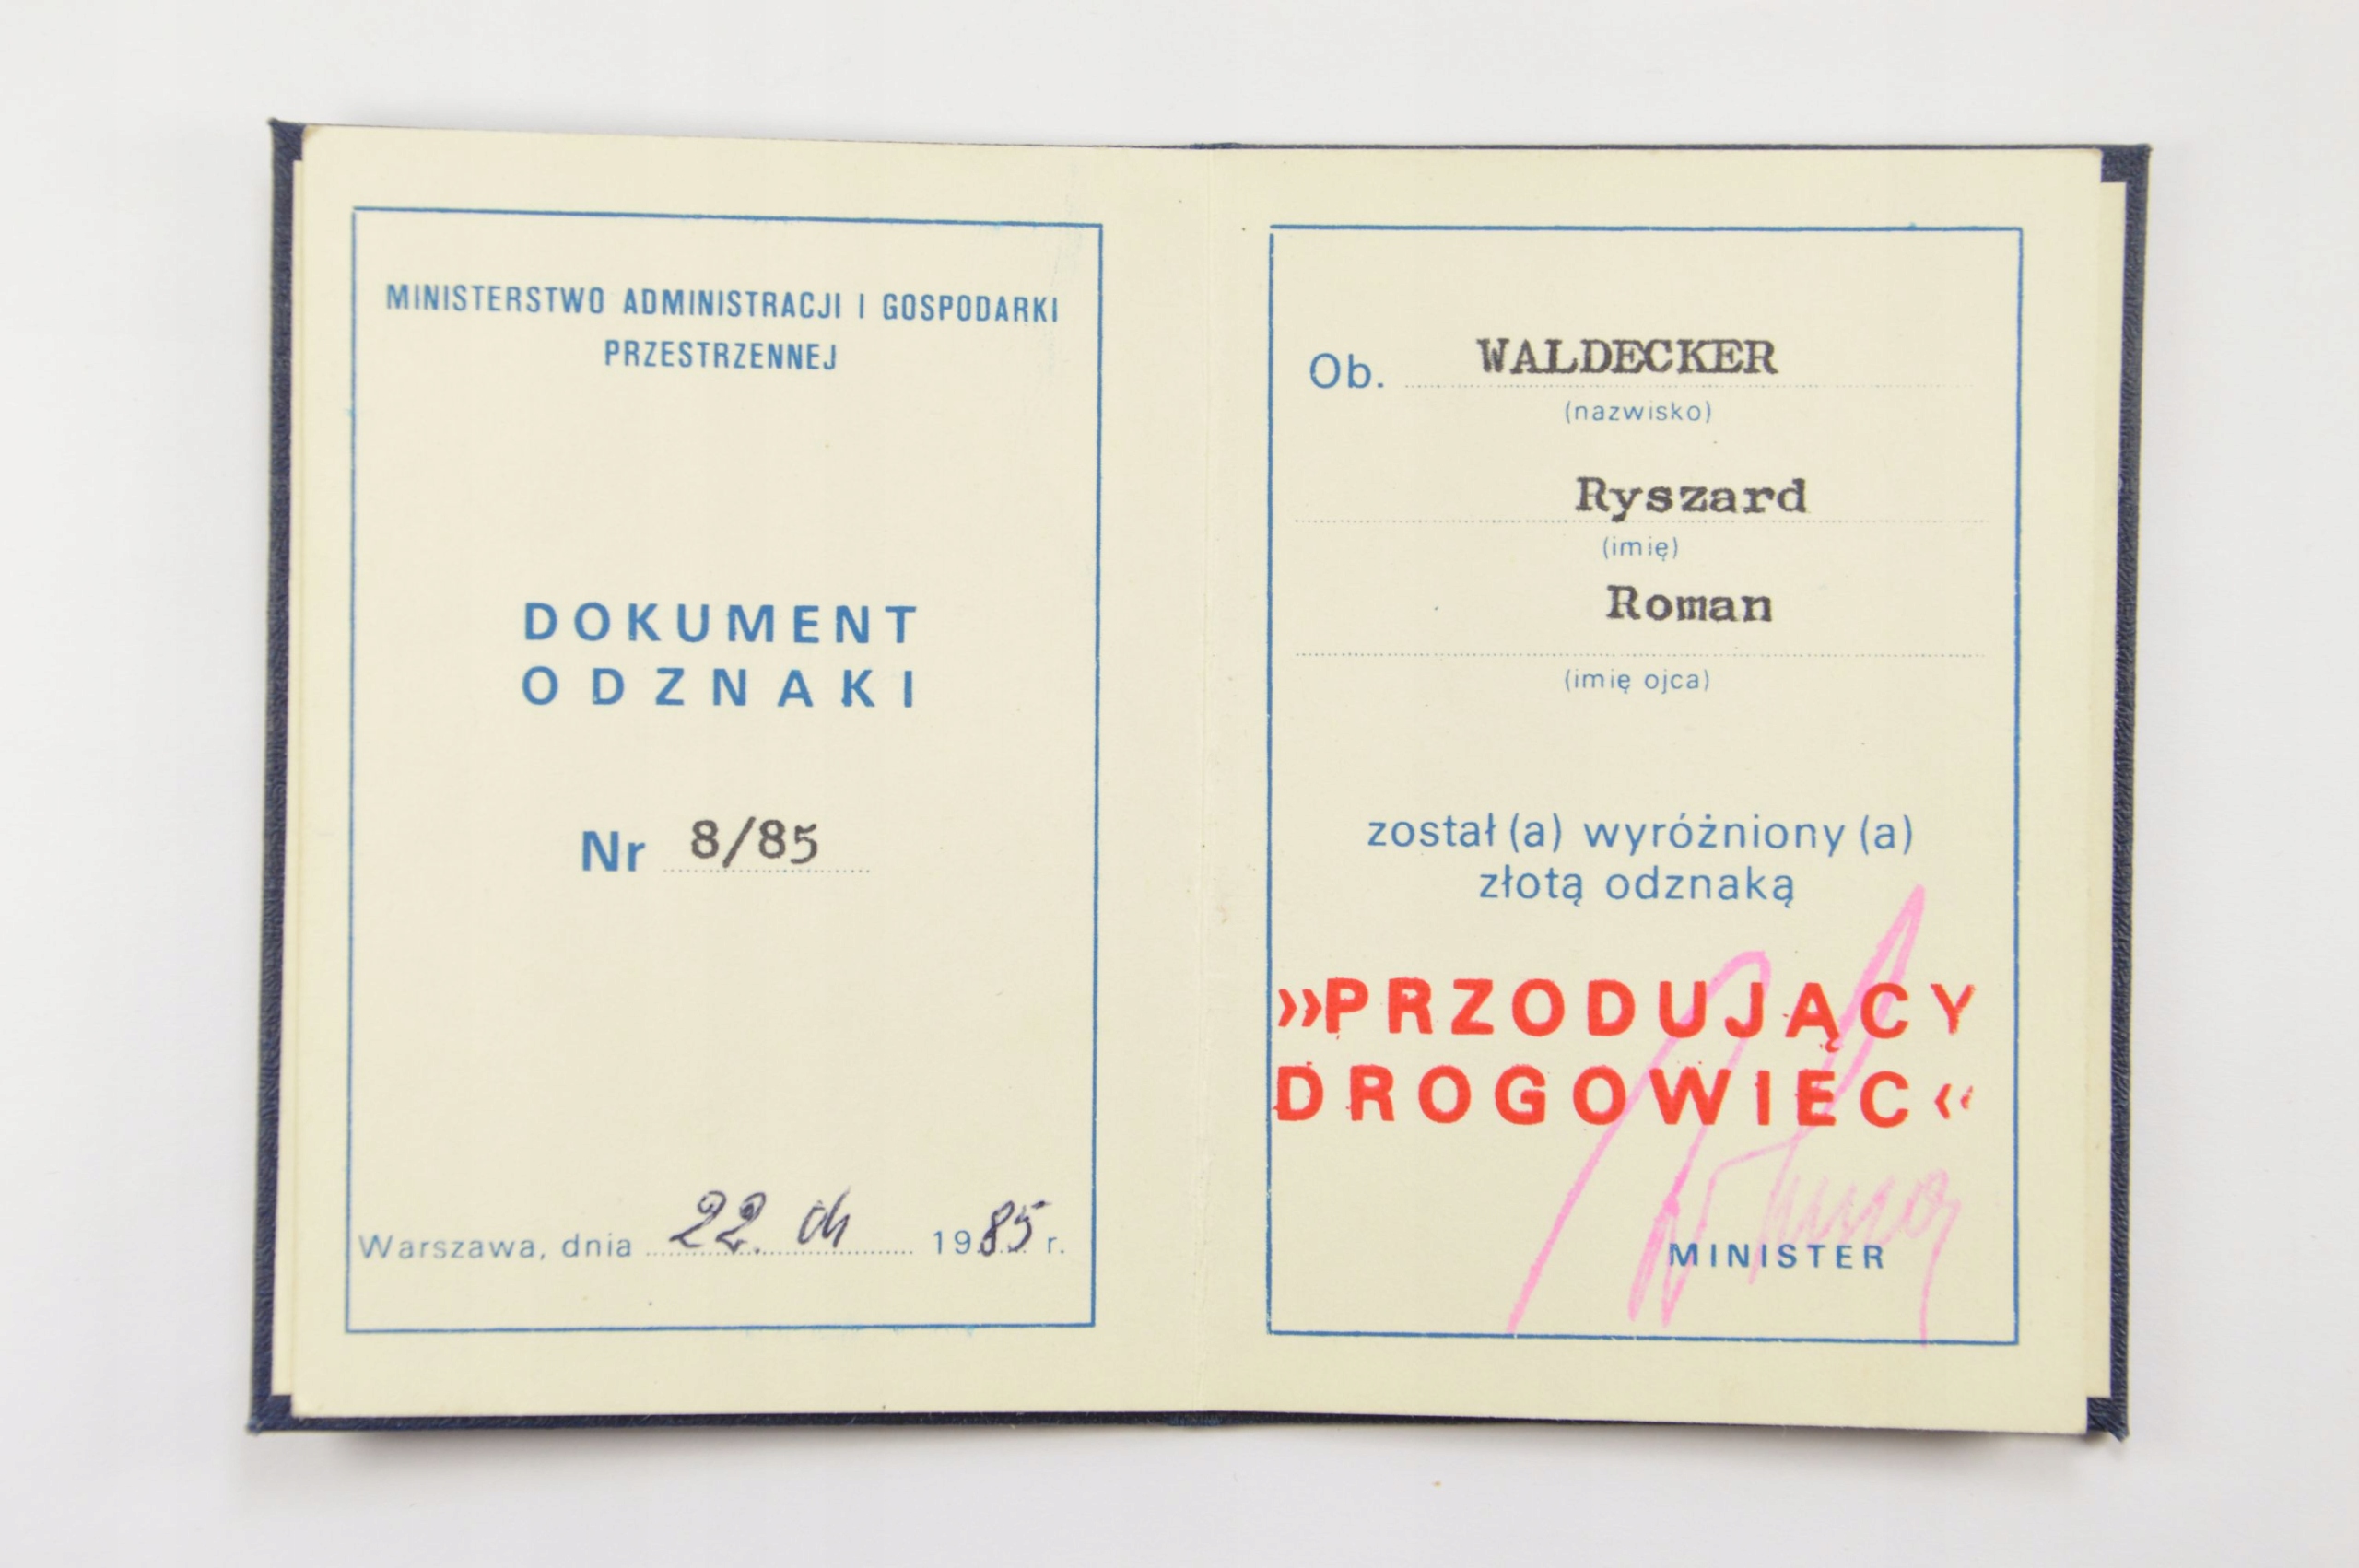 MINISTERSTWO ADMINISTRACJI I GOSPODARKI
PRZESTRZENNEJ
DOKUMENT
ODZNAKI
Nr 8/85
Warszawa, dnia 22. 1985 r.
Ob. WALDECKER
(nazwisko)
Ryszard
(imię)
Roman
(imię ojca)
został (a) wyróżniony (a)
złotą odznaką
»PRZODUJĄCY
DROGOWIEC«
MINISTER